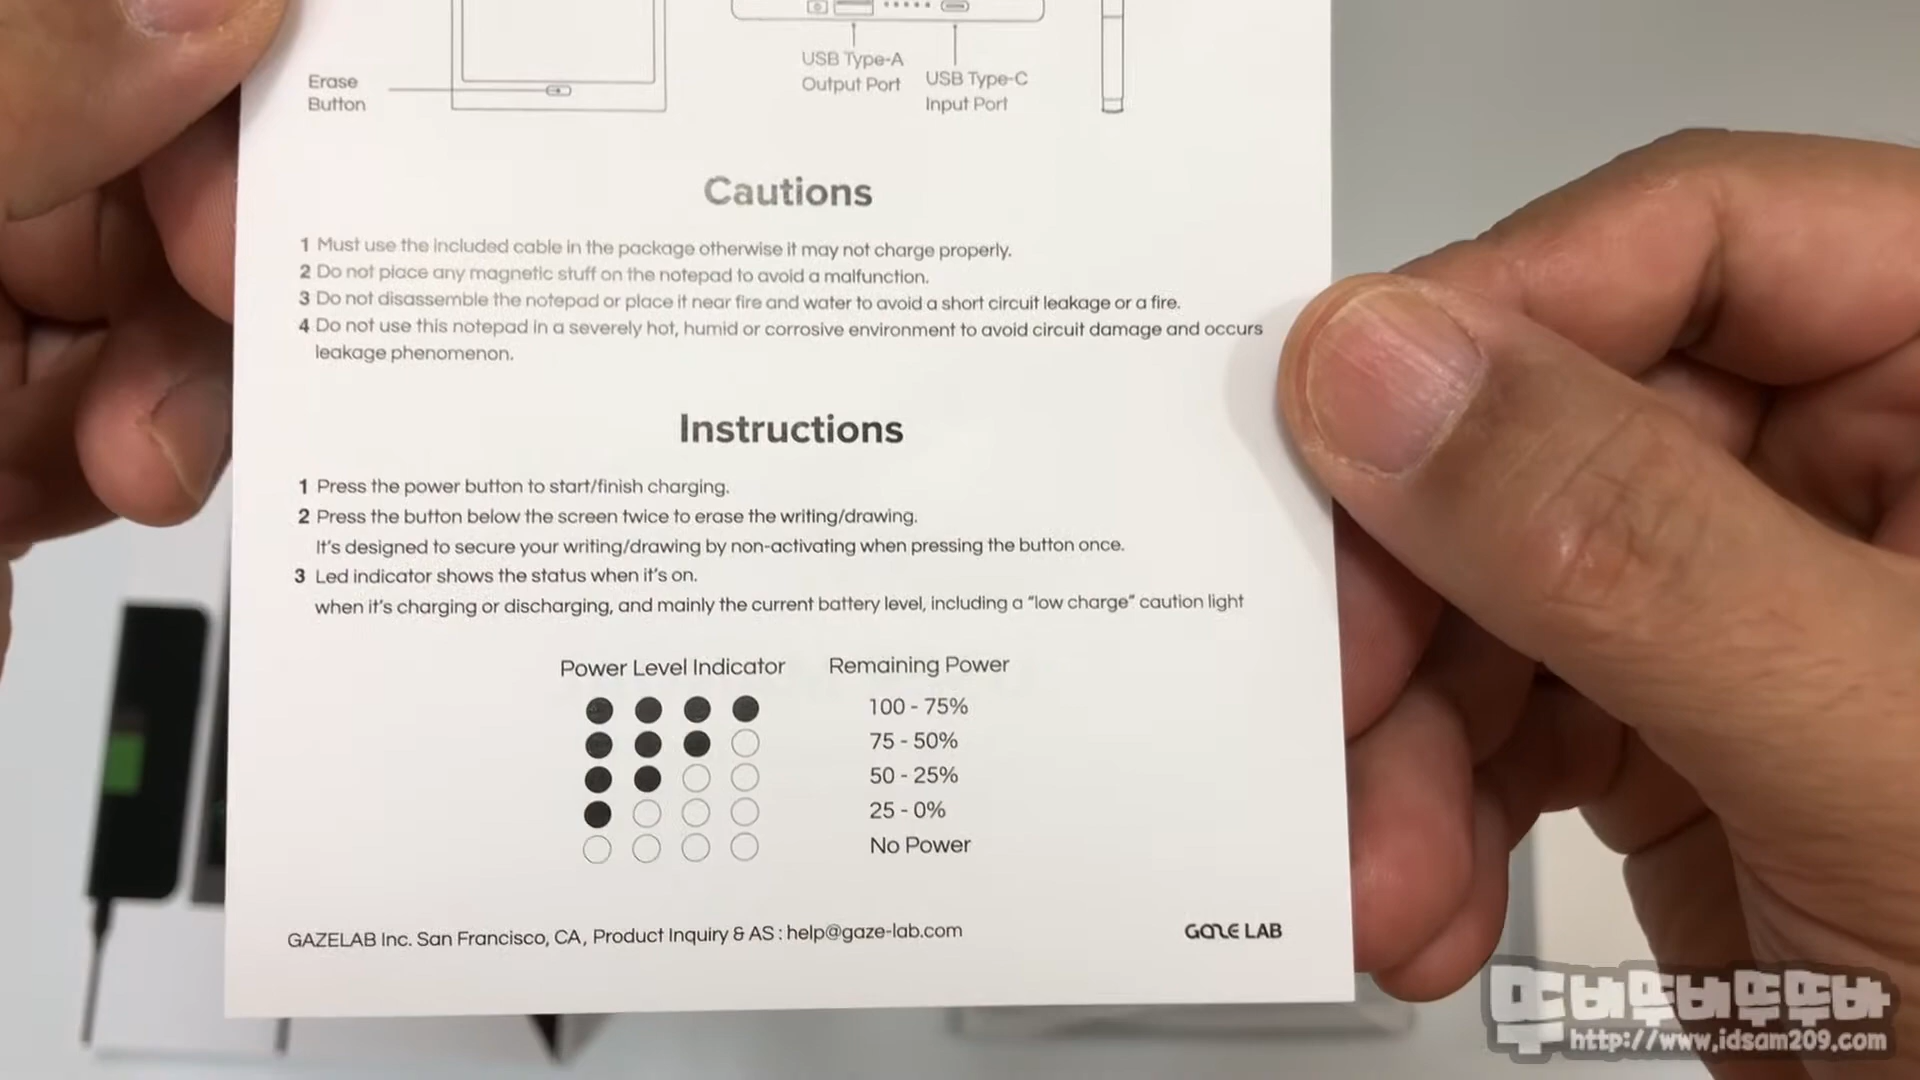 Erase
Button
USB Type-A
Output Port
USB Type-C
Input Port
Cautions
1 Must use the included cable in the package otherwise it may not charge properly.
2 Do not place any magnetic stuff on the notepad to avoid a malfunction.
3 Do not disassemble the notepad or place it near fire and water to avoid a short circuit leakage or a fire.
4 Do not use this notepad in a severely hot, humid or corrosive environment to avoid circuit damage and occurs
leakage phenomenon.
Instructions
1 Press the power button to start/finish charging.
2 Press the button below the screen twice to erase the writing/drawing.
It's designed to secure your writing/drawing by non-activating when pressing the button once.
3 Led indicator shows the status when it's on.
when it's charging or discharging, and mainly the current battery level, including a "low charge" caution light
Power Level Indicator Remaining Power
100 - 75%
75 - 50%
50 - 25%
25 - 0%
No Power
GAZELAB Inc. San Francisco, CA, Product Inquiry & AS : help@gaze-lab.com GAZE LAB
http://www.idsam209.com